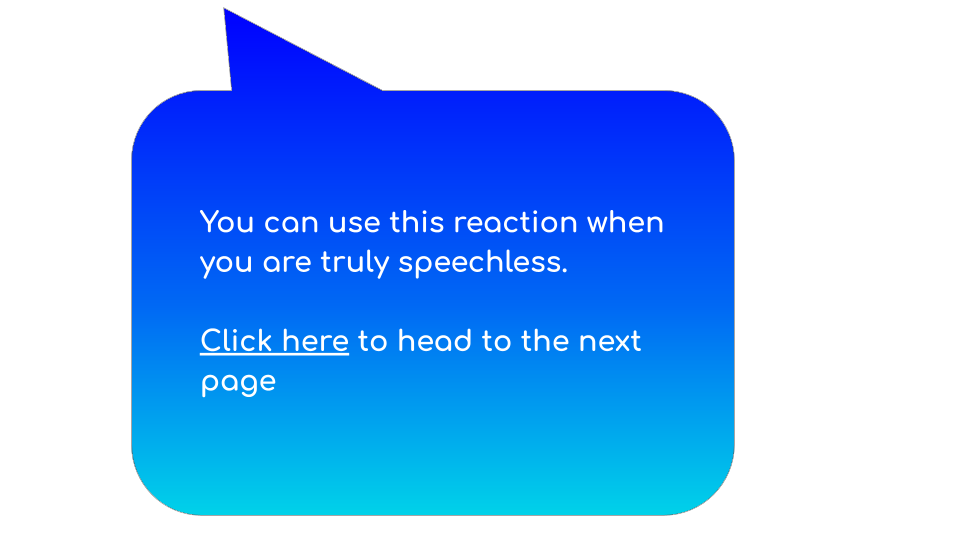 You can use this reaction when
you are truly speechless.
Click here to head to the next
page